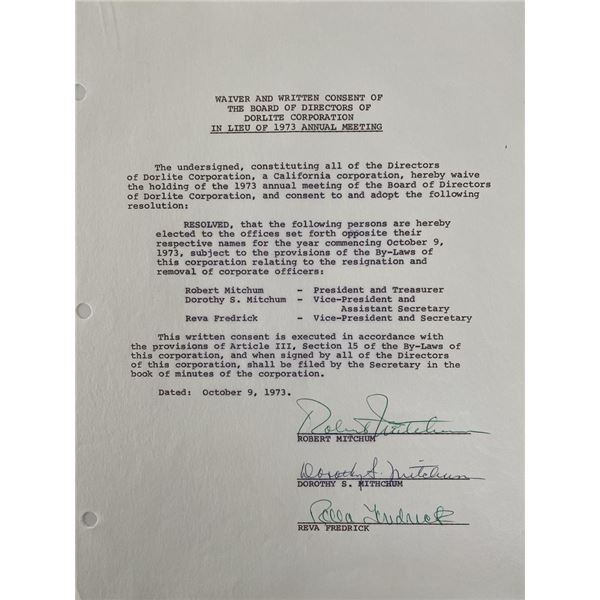 WAIVER AND WRITTEN CONSENT OF
THE BOARD OF DIRECTORS OF
DORLITE CORPORATION
IN LIEU OF 1973 ANNUAL MEETING
The undersigned, constituting all of the Directors
of Dorlite Corporation, a California corporation, hereby waive
the holding of the 1973 annual meeting of the Board of Directors
of Dorlite Corporation, and consent to and adopt the following
resolution:
RESOLVED, that the following persons are hereby
elected to the offices set forth opposite their
respective names for the year commencing October 9,
1973, subject to the provisions of the By-Laws of
this corporation relating to the resignation and
removal of corporate officers:
Robert Mitchum - President and Treasurer
Dorothy S. Mitchum - Vice-President and
Assistant Secretary
Reva Fredrick - Vice-President and Secretary
This written consent is executed in accordance with
the provisions of Article III, Section 15 of the By-Laws of
this corporation, and when signed by all of the Directors
of this corporation, shall be filed by the Secretary in the
book of minutes of the corporation.
Dated: October 9, 1973.
Robert Mitchum
ROBERT MITCHUM
Dorothy S. Mitchum
DOROTHY S. MITHCHUM
Reva Fredrick
REVA FREDRICK